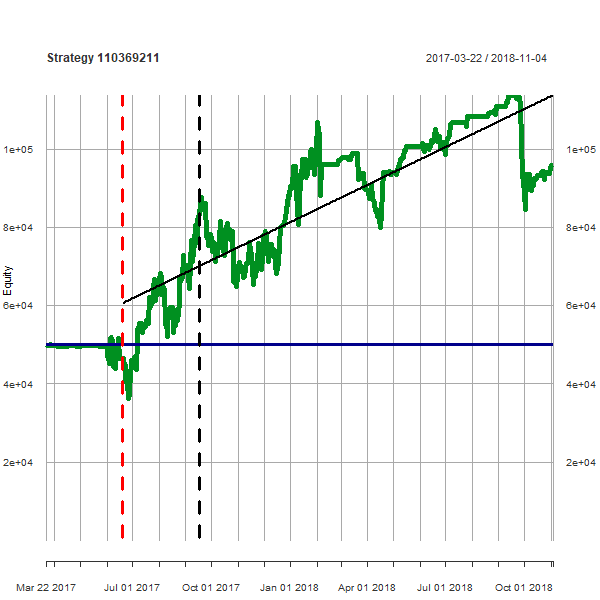 Strategy 110369211
2017-03-22 / 2018-11-04
1e+05
1e+05
8e+04
8e+04
Equity
6e+04
6e+04
4e+04
4e+04
2e+04
2e+04
Mar 22 2017
Jul 01 2017
Oct 01 2017
Jan 01 2018
Apr 01 2018
Jul 01 2018
Oct 01 2018